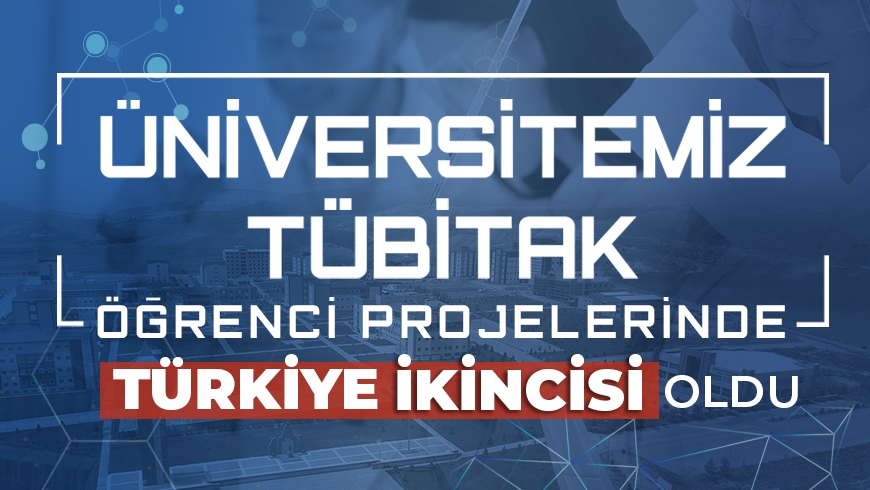 ÜNİVERSİTEMİZ
TÜBİTAK
ÖĞRENCİ PROJELERİNDE
TÜRKİYE İKİNCİSİ OLDU